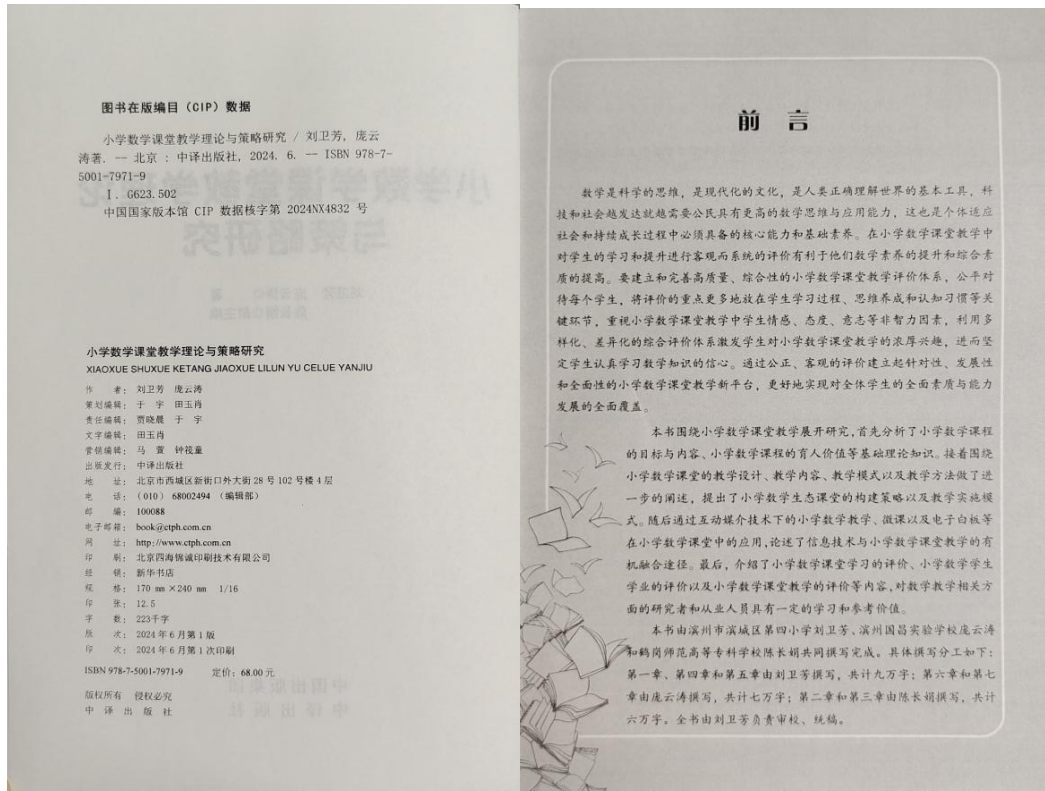 图书在版编目（CIP）数据
小学数学课堂教学理论与策略研究 / 刘卫芳，庞云
涛著. -- 北京：中译出版社，2024. 6. -- ISBN 978-7-
5001-7971-9
Ⅰ. G623.502
中国国家版本馆 CIP 数据核字第 2024NX4832 号
小学数学课堂教学理论与策略研究
XIAOXUE SHUXUE KETANG JIAOXUE LILUN YU CELUE YANJIU
作　　者：刘卫芳　庞云涛
策划编辑：于　宇　田玉肖
责任编辑：贾晓晨　于　宇
文字编辑：田玉肖
营销编辑：马　萱　钟筏童
出版发行：中译出版社
地　　址：北京市西城区新街口外大街 28 号 102 号楼 4 层
电　　话：（010）68002494（编辑部）
邮　　编：100088
电子邮箱：book@ctph.com.cn
网　　址：http://www.ctph.com.cn
印　　刷：北京四海锦诚印刷技术有限公司
经　　销：新华书店
规　　格：170 mm×240 mm　1/16
印　　张：12.5
字　　数：223千字
版　　次：2024 年 6 月第 1 版
印　　次：2024 年 6 月第 1 次印刷
ISBN 978-7-5001-7971-9　定价：68.00 元
版权所有　侵权必究
中 译 出 版 社
前　言
数学是科学的思维，是现代化的文化，是人类正确理解世界的基本工具，科
技和社会越发达就越需要公民具有更高的数学思维与应用能力，这也是个体适应
社会和持续成长过程中必须具备的核心能力和基础素养。在小学数学课堂教学中
对学生的学习和提升进行客观而系统的评价有利于他们数学素养的提升和综合素
质的提高。要建立和完善高质量、综合性的小学数学课堂教学评价体系，公平对
待每个学生，将评价的重点更多地放在学生学习过程、思维养成和认知习惯等关
键环节，重视小学数学课堂教学中学生情感、态度、意志等非智力因素，利用多
样化、差异化的综合评价体系激发学生对小学数学课堂教学的浓厚兴趣，进而坚
定学生认真学习数学知识的信心。通过公正、客观的评价建立起针对性、发展性
和全面性的小学数学课堂教学新平台，更好地实现对全体学生的全面素质与能力
发展的全面覆盖。
本书围绕小学数学课堂教学展开研究，首先分析了小学数学课程
的目标与内容、小学数学课程的育人价值等基础理论知识。接着围绕
小学数学课堂的教学设计、教学内容、教学模式以及教学方法做了进
一步的阐述，提出了小学数学生态课堂的构建策略以及教学实施模
式。随后通过互动媒介技术下的小学数学教学、微课以及电子白板等
在小学数学课堂中的应用，论述了信息技术与小学数学课堂教学的有
机融合途径。最后，介绍了小学数学课堂学习的评价、小学数学学生
学业的评价以及小学数学课堂教学的评价等内容，对数学教学相关方
面的研究者和从业人员具有一定的学习和参考价值。
本书由滨州市滨城区第四小学刘卫芳、滨州国昌实验学校庞云涛
和鹤岗师范高等专科学校陈长娟共同撰写完成。具体撰写分工如下：
第一章、第四章和第五章由刘卫芳撰写，共计九万字；第六章和第七
章由庞云涛撰写，共计七万字；第二章和第三章由陈长娟撰写，共计
六万字。全书由刘卫芳负责审校、统稿。